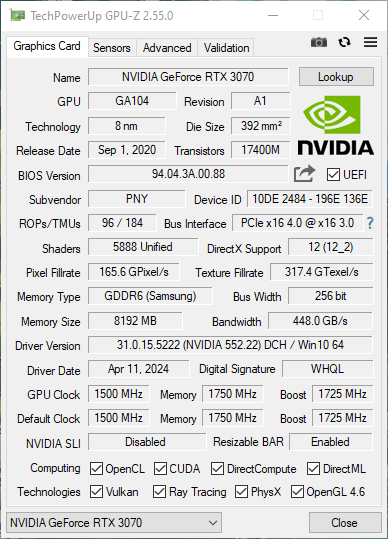 TechPowerUp GPU-Z 2.55.0
Graphics Card Sensors Advanced Validation
Name NVIDIA GeForce RTX 3070 Lookup
GPU GA104 Revision A1
Technology 8 nm Die Size 392 mm²
Release Date Sep 1, 2020 Transistors 17400M
NVIDIA
BIOS Version 94.04.3A.00.88 UEFI
Subvendor PNY Device ID 10DE 2484 - 196E 136E
ROPs/TMUs 96 / 184 Bus Interface PCIe x16 4.0 @ x16 3.0 ?
Shaders 5888 Unified DirectX Support 12 (12_2)
Pixel Fillrate 165.6 GPixel/s Texture Fillrate 317.4 GTexel/s
Memory Type GDDR6 (Samsung) Bus Width 256 bit
Memory Size 8192 MB Bandwidth 448.0 GB/s
Driver Version 31.0.15.5222 (NVIDIA 552.22) DCH / Win10 64
Driver Date Apr 11, 2024 Digital Signature WHQL
GPU Clock 1500 MHz Memory 1750 MHz Boost 1725 MHz
Default Clock 1500 MHz Memory 1750 MHz Boost 1725 MHz
NVIDIA SLI Disabled Resizable BAR Enabled
Computing OpenCL CUDA DirectCompute DirectML
Technologies Vulkan Ray Tracing PhysX OpenGL 4.6
NVIDIA GeForce RTX 3070 Close